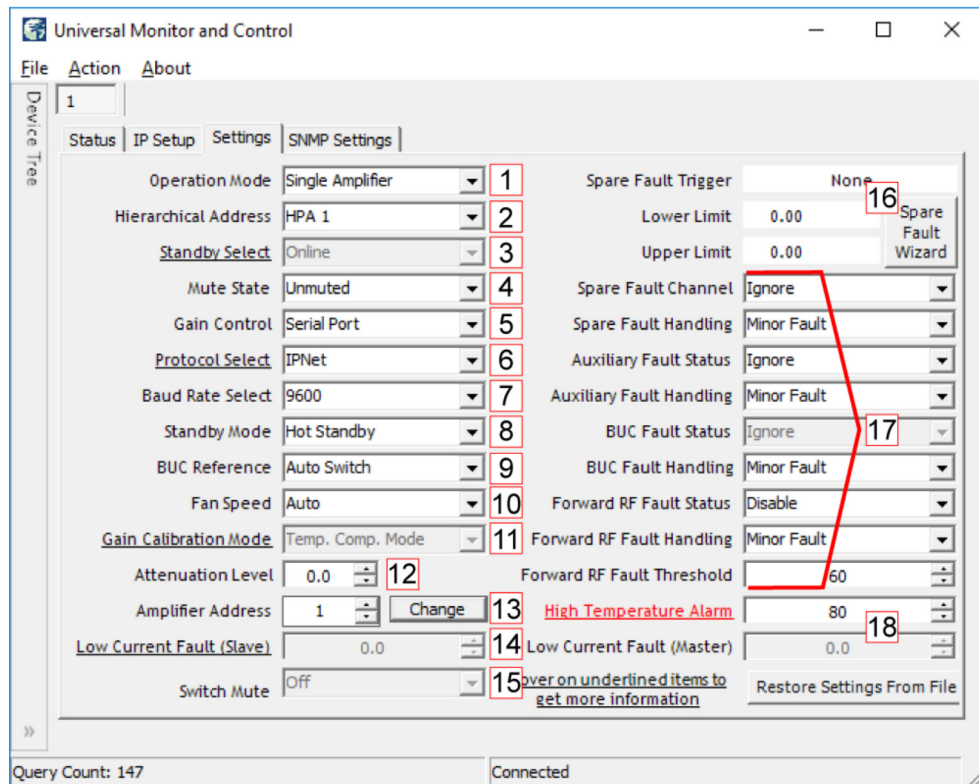 Universal Monitor and Control
File Action About
Device Tree
1
Status IP Setup Settings SNMP Settings
Operation Mode Single Amplifier 1 Spare Fault Trigger None
Hierarchical Address HPA 1 2 Lower Limit 0.00 16 Spare Fault Wizard
Standby Select Online 3 Upper Limit 0.00
Mute State Unmuted 4 Spare Fault Channel Ignore
Gain Control Serial Port 5 Spare Fault Handling Minor Fault
Protocol Select IPNet 6 Auxiliary Fault Status Ignore
Baud Rate Select 9600 7 Auxiliary Fault Handling Minor Fault
Standby Mode Hot Standby 8 BUC Fault Status Ignore 17
BUC Reference Auto Switch 9 BUC Fault Handling Minor Fault
Fan Speed Auto 10 Forward RF Fault Status Disable
Gain Calibration Mode Temp. Comp. Mode 11 Forward RF Fault Handling Minor Fault
Attenuation Level 0.0 12 Forward RF Fault Threshold 60
Amplifier Address 1 Change 13 High Temperature Alarm 80
Low Current Fault (Slave) 0.0 14 Low Current Fault (Master) 0.0 18
Switch Mute Off 15 over on underlined items to
get more information
Restore Settings From File
»
Query Count: 147 Connected